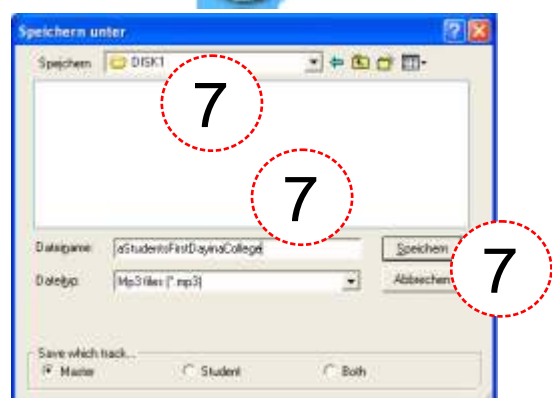 Speichern unter
Speichern DISK1
7
7
Dateiname: aStudentsFirstDayinaCollege Speichern
7
Dateityp: Mp3 files (*.mp3) Abbrechen
Save which track...
Master Student Both